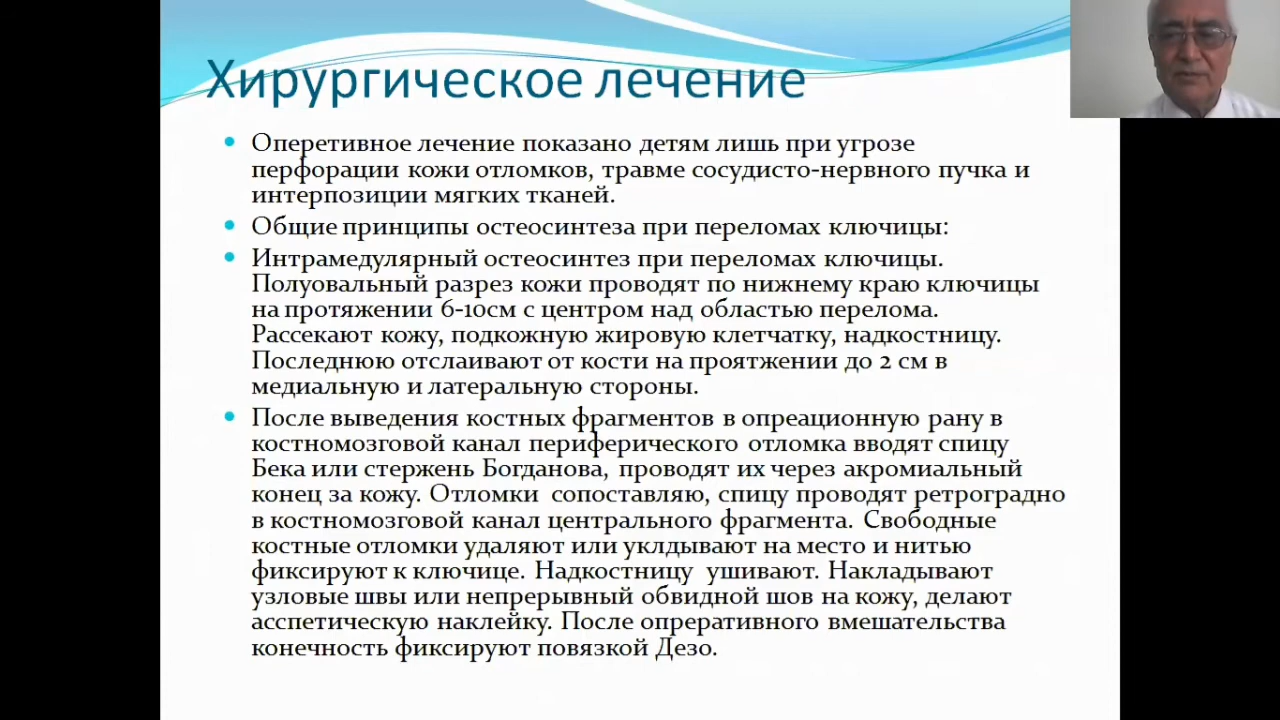 Хирургическое лечение
Оперетивное лечение показано детям лишь при угрозе
перфорации кожи отломков, травме сосудисто-нервного пучка и
интерпозиции мягких тканей.
Общие принципы остеосинтеза при переломах ключицы:
Интрамедулярный остеосинтез при переломах ключицы.
Полуовальный разрез кожи проводят по нижнему краю ключицы
на протяжении 6-10см с центром над областью перелома.
Рассекают кожу, подкожную жировую клетчатку, надкостницу.
Последнюю отслаивают от кости на проятжении до 2 см в
медиальную и латеральную стороны.
После выведения костных фрагментов в опреационную рану в
костномозговой канал периферического отломка вводят спицу
Бека или стержень Богданова, проводят их через акромиальный
конец за кожу. Отломки сопоставляю, спицу проводят ретроградно
в костномозговой канал центрального фрагмента. Свободные
костные отломки удаляют или уклдывают на место и нитью
фиксируют к ключице. Надкостницу ушивают. Накладывают
узловые швы или непрерывный обвидной шов на кожу, делают
асспетическую наклейку. После опреративного вмешательства
конечность фиксируют повязкой Дезо.